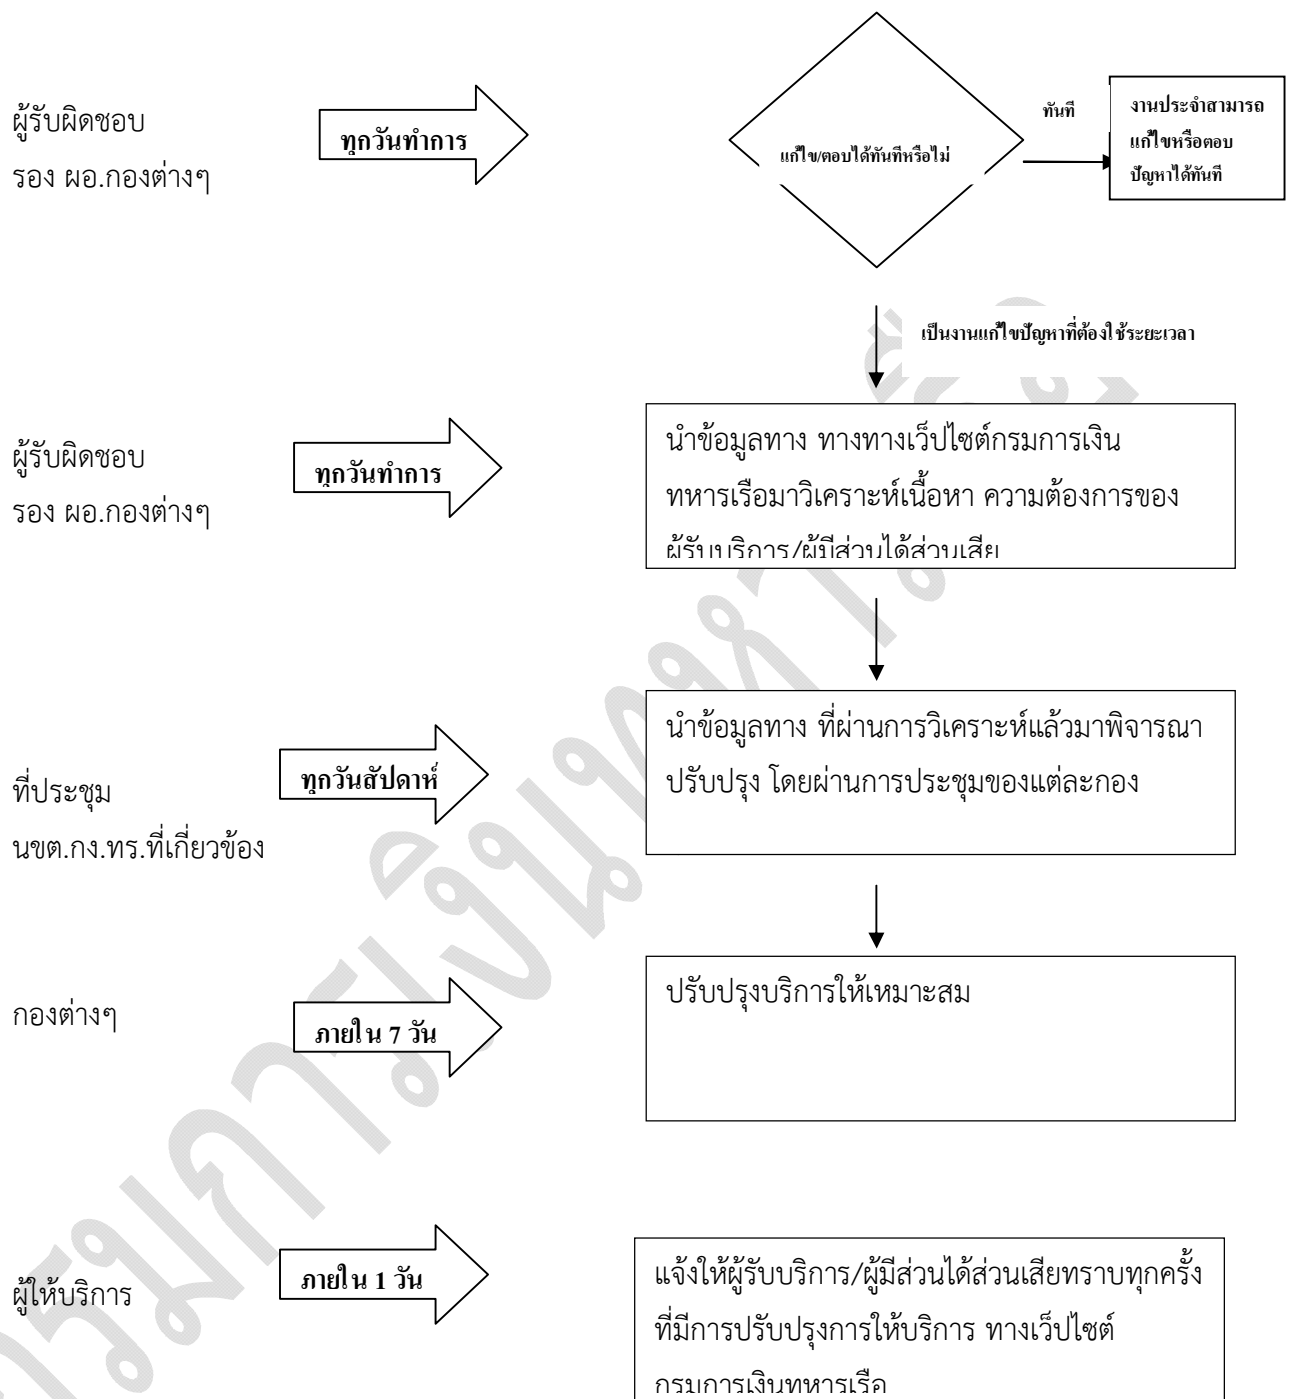 ผู้รับผิดชอบ
รอง ผอ.กองต่างๆ
ทุกวันทำการ
แก้ไข/ตอบได้ทันทีหรือไม่
ทันที
งานประจำสามารถ
แก้ไขหรือตอบ
ปัญหาได้ทันที
เป็นงานแก้ไขปัญหาที่ต้องใช้ระยะเวลา
ผู้รับผิดชอบ
รอง ผอ.กองต่างๆ
ทุกวันทำการ
นำข้อมูลทาง ทางทางเว็ปไซต์กรมการเงิน
ทหารเรือมาวิเคราะห์เนื้อหา ความต้องการของ
ผู้รับบริการ/ผู้มีส่วนได้ส่วนเสีย
ที่ประชุม
นขต.กง.ทร.ที่เกี่ยวข้อง
ทุกวันสัปดาห์
นำข้อมูลทาง ที่ผ่านการวิเคราะห์แล้วมาพิจารณา
ปรับปรุง โดยผ่านการประชุมของแต่ละกอง
กองต่างๆ
ภายใน 7 วัน
ปรับปรุงบริการให้เหมาะสม
ผู้ให้บริการ
ภายใน 1 วัน
แจ้งให้ผู้รับบริการ/ผู้มีส่วนได้ส่วนเสียทราบทุกครั้ง
ที่มีการปรับปรุงการให้บริการ ทางเว็ปไซต์
กรมการเงินทหารเรือ
กรมการเงินทหารเรือ